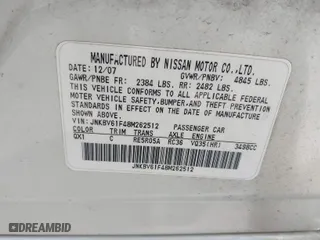 MANUFACTURED BY NISSAN MOTOR CO.,LTD.
DATE: 12/07 GVWR/PNBV: 4845 LBS.
GAWR/PNBE FR: 2384 LBS. RR: 2482 LBS.
THIS VEHICLE CONFORMS TO ALL APPLICABLE FEDERAL
MOTOR VEHICLE SAFETY,BUMPER,AND THEFT PREVENTION
STANDARDS IN EFFECT ON THE DATE OF MANUFACTURE
SHOWN ABOVE.
VIN: JNKBV61F48M262512 PASSENGER CAR
COLOR TRIM TRANS AXLE ENGINE
QX1 C RE5R05A RC36 VQ35(HR) 3498CC
JNKBV61F48M262512
© DCAR.STORE